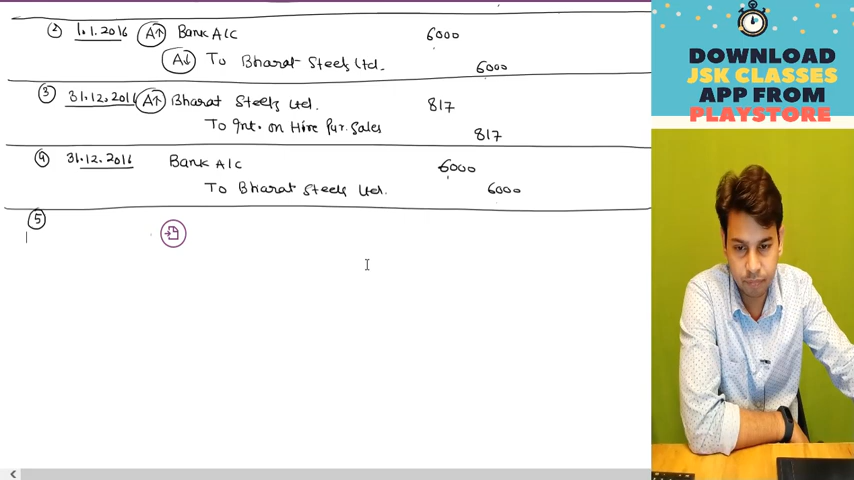 ② 1.1.2016 A↑ Bank A/C 6000
A↓ To Bharat Steels Ltd. 6000
③ 31.12.2016 A↑ Bharat Steels Ltd. 817
To Int. on Hire Pur. Sales 817
④ 31.12.2016 Bank A/C 6000
To Bharat Steels Ltd. 6000
⑤
DOWNLOAD
JSK CLASSES
APP FROM
PLAYSTORE